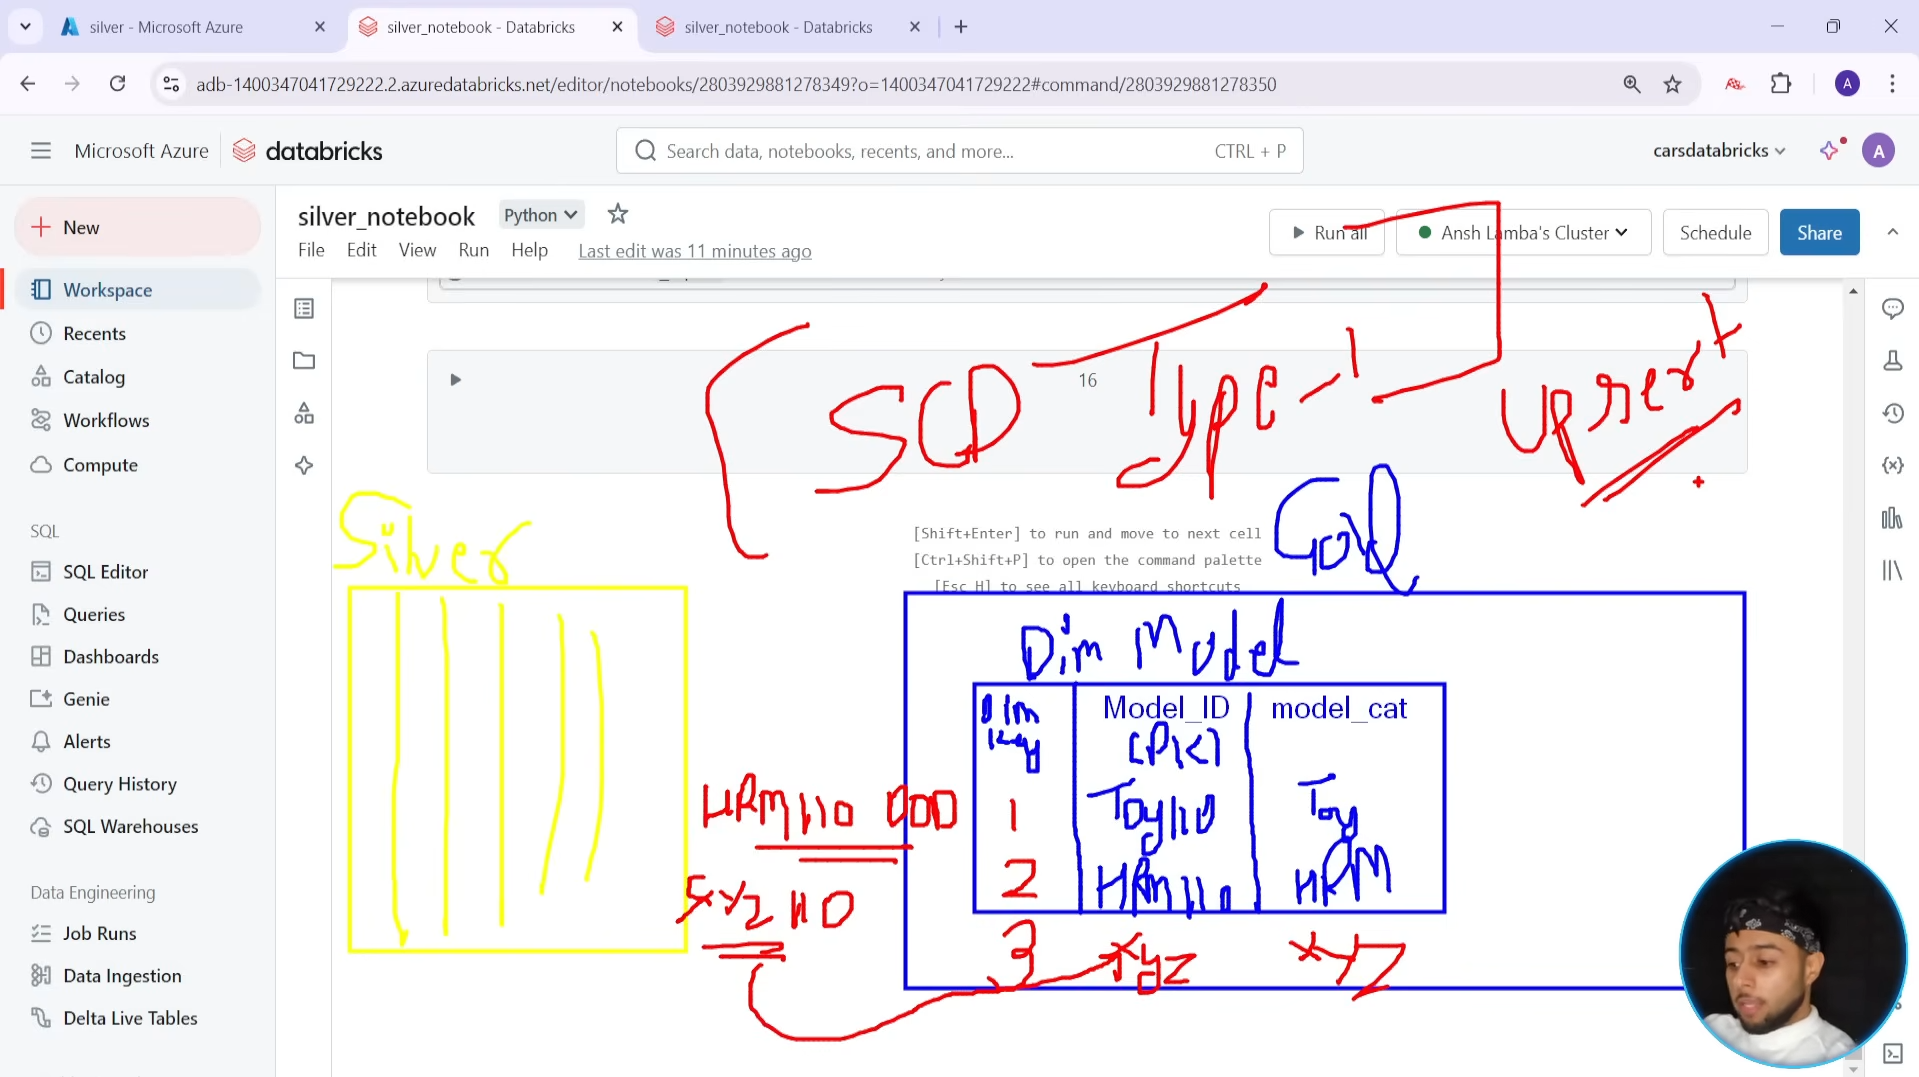 silver - Microsoft Azure
silver_notebook - Databricks
silver_notebook - Databricks
adb-1400347041729222.2.azuredatabricks.net/editor/notebooks/2803929881278349?o=1400347041729222#command/2803929881278350
A
Microsoft Azure
databricks
Search data, notebooks, recents, and more...
CTRL + P
carsdatabricks
A
New
Workspace
Recents
Catalog
Workflows
Compute
SQL
SQL Editor
Queries
Dashboards
Genie
Alerts
Query History
SQL Warehouses
Data Engineering
Job Runs
Data Ingestion
Delta Live Tables
silver_notebook
Python
File Edit View Run Help
Last edit was 11 minutes ago
Run all
Ansh Lamba's Cluster
Schedule
Share
16
SCD Type-1
Upsert
[Shift+Enter] to run and move to next cell
[Ctrl+Shift+P] to open the command palette
[Esc H] to see all keyboard shortcuts
Silver
Gold
Dim Model
Dim Key Model_ID (PK) model_cat
HRM110 DDD
1 Toy110 Toy
2 HRM110 HRM
XYZ 110
3 xyz XYZ